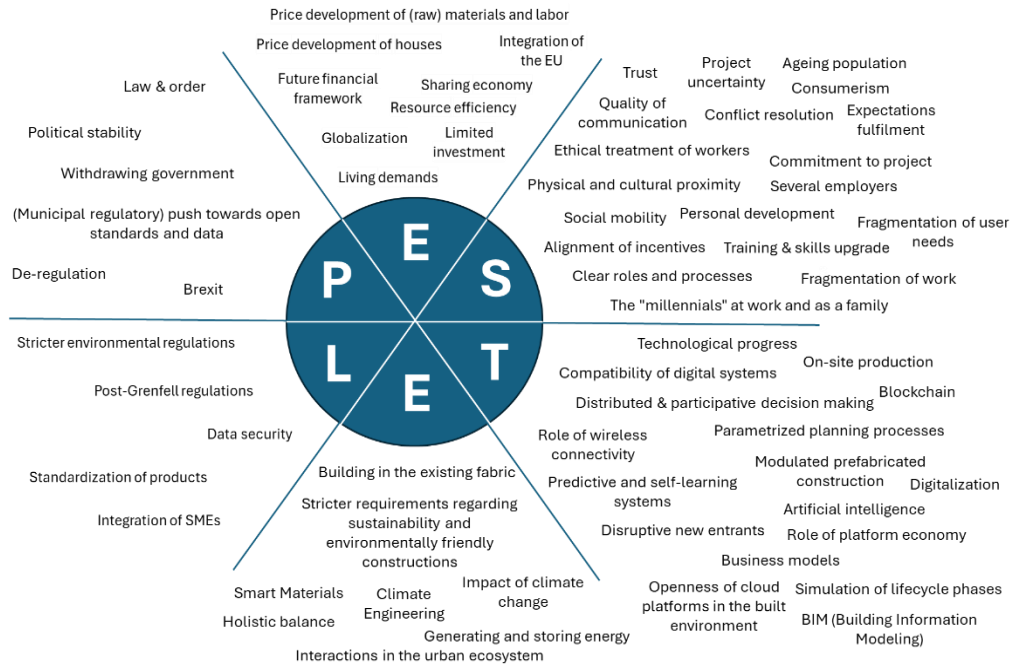 Price development of (raw) materials and labor
Price development of houses
Integration of
the EU
Future financial
framework
Sharing economy
Resource efficiency
Globalization
Limited
investment
Living demands
Law & order
Political stability
Withdrawing government
(Municipal regulatory) push towards open
standards and data
De-regulation
Brexit
Trust
Project
uncertainty
Ageing population
Consumerism
Quality of
communication
Conflict resolution
Expectations
fulfilment
Ethical treatment of workers
Commitment to project
Physical and cultural proximity
Several employers
Social mobility
Personal development
Fragmentation of user
needs
Alignment of incentives
Training & skills upgrade
Clear roles and processes
Fragmentation of work
The "millennials" at work and as a family
P
E
S
L
E
T
Stricter environmental regulations
Post-Grenfell regulations
Data security
Standardization of products
Integration of SMEs
Building in the existing fabric
Stricter requirements regarding
sustainability and
environmentally friendly
constructions
Smart Materials
Climate
Engineering
Impact of climate
change
Holistic balance
Generating and storing energy
Interactions in the urban ecosystem
Technological progress
On-site production
Compatibility of digital systems
Blockchain
Distributed & participative decision making
Role of wireless
connectivity
Parametrized planning processes
Modulated prefabricated
construction
Digitalization
Predictive and self-learning
systems
Artificial intelligence
Disruptive new entrants
Role of platform economy
Business models
Openness of cloud
platforms in the built
environment
Simulation of lifecycle phases
BIM (Building Information
Modeling)